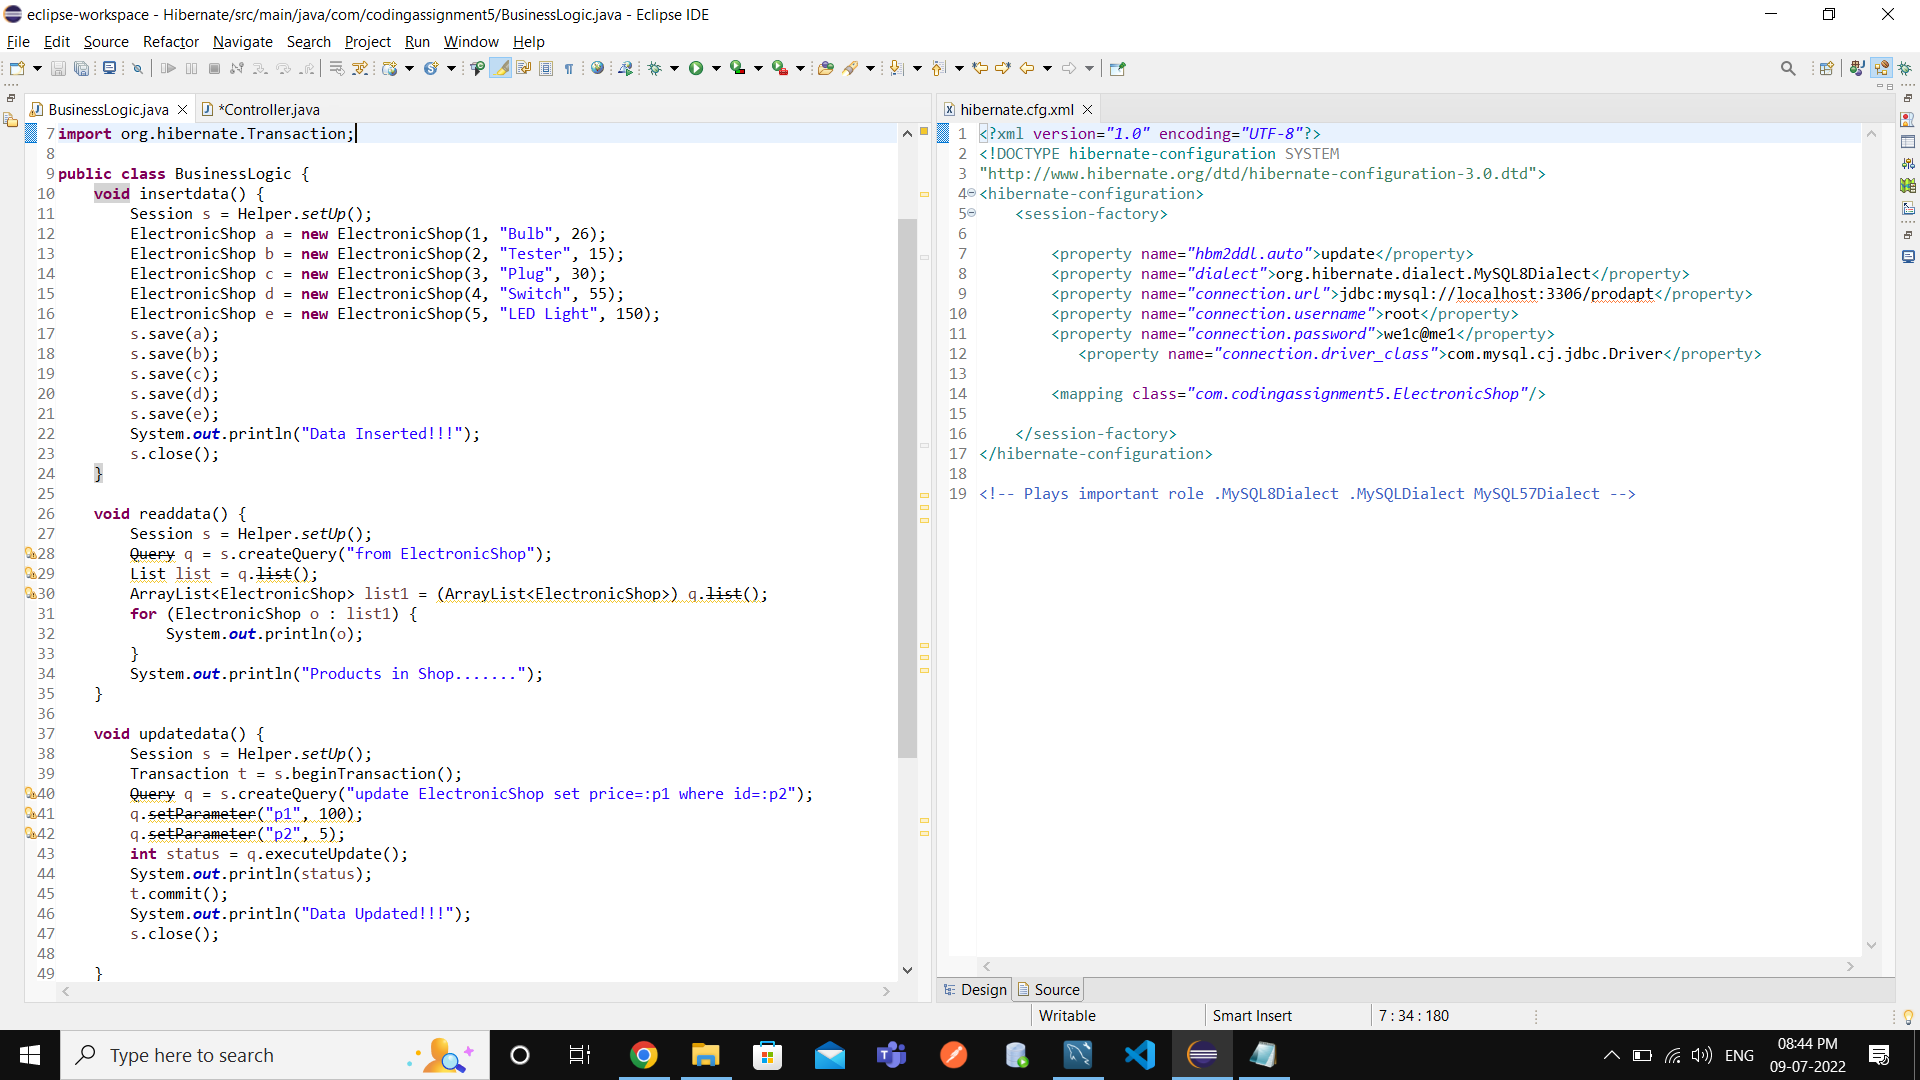 eclipse-workspace - Hibernate/src/main/java/com/codingassignment5/BusinessLogic.java - Eclipse IDE
File Edit Source Refactor Navigate Search Project Run Window Help
BusinessLogic.java *Controller.java
7 import org.hibernate.Transaction;
8
9 public class BusinessLogic {
10 void insertdata() {
11 Session s = Helper.setUp();
12 ElectronicShop a = new ElectronicShop(1, "Bulb", 26);
13 ElectronicShop b = new ElectronicShop(2, "Tester", 15);
14 ElectronicShop c = new ElectronicShop(3, "Plug", 30);
15 ElectronicShop d = new ElectronicShop(4, "Switch", 55);
16 ElectronicShop e = new ElectronicShop(5, "LED Light", 150);
17 s.save(a);
18 s.save(b);
19 s.save(c);
20 s.save(d);
21 s.save(e);
22 System.out.println("Data Inserted!!!");
23 s.close();
24 }
25
26 void readdata() {
27 Session s = Helper.setUp();
28 Query q = s.createQuery("from ElectronicShop");
29 List list = q.list();
30 ArrayList<ElectronicShop> list1 = (ArrayList<ElectronicShop>) q.list();
31 for (ElectronicShop o : list1) {
32 System.out.println(o);
33 }
34 System.out.println("Products in Shop.......");
35 }
36
37 void updatedata() {
38 Session s = Helper.setUp();
39 Transaction t = s.beginTransaction();
40 Query q = s.createQuery("update ElectronicShop set price=:p1 where id=:p2");
41 q.setParameter("p1", 100);
42 q.setParameter("p2", 5);
43 int status = q.executeUpdate();
44 System.out.println(status);
45 t.commit();
46 System.out.println("Data Updated!!!");
47 s.close();
48
49 }
hibernate.cfg.xml
1 <?xml version="1.0" encoding="UTF-8"?>
2 <!DOCTYPE hibernate-configuration SYSTEM
3 "http://www.hibernate.org/dtd/hibernate-configuration-3.0.dtd">
4 <hibernate-configuration>
5 <session-factory>
6
7 <property name="hbm2ddl.auto">update</property>
8 <property name="dialect">org.hibernate.dialect.MySQL8Dialect</property>
9 <property name="connection.url">jdbc:mysql://localhost:3306/prodapt</property>
10 <property name="connection.username">root</property>
11 <property name="connection.password">we1c@me1</property>
12 <property name="connection.driver_class">com.mysql.cj.jdbc.Driver</property>
13
14 <mapping class="com.codingassignment5.ElectronicShop"/>
15
16 </session-factory>
17 </hibernate-configuration>
18
19 <!-- Plays important role .MySQL8Dialect .MySQLDialect MySQL57Dialect -->
Design Source
Writable Smart Insert 7 : 34 : 180
Type here to search
ENG
08:44 PM
09-07-2022